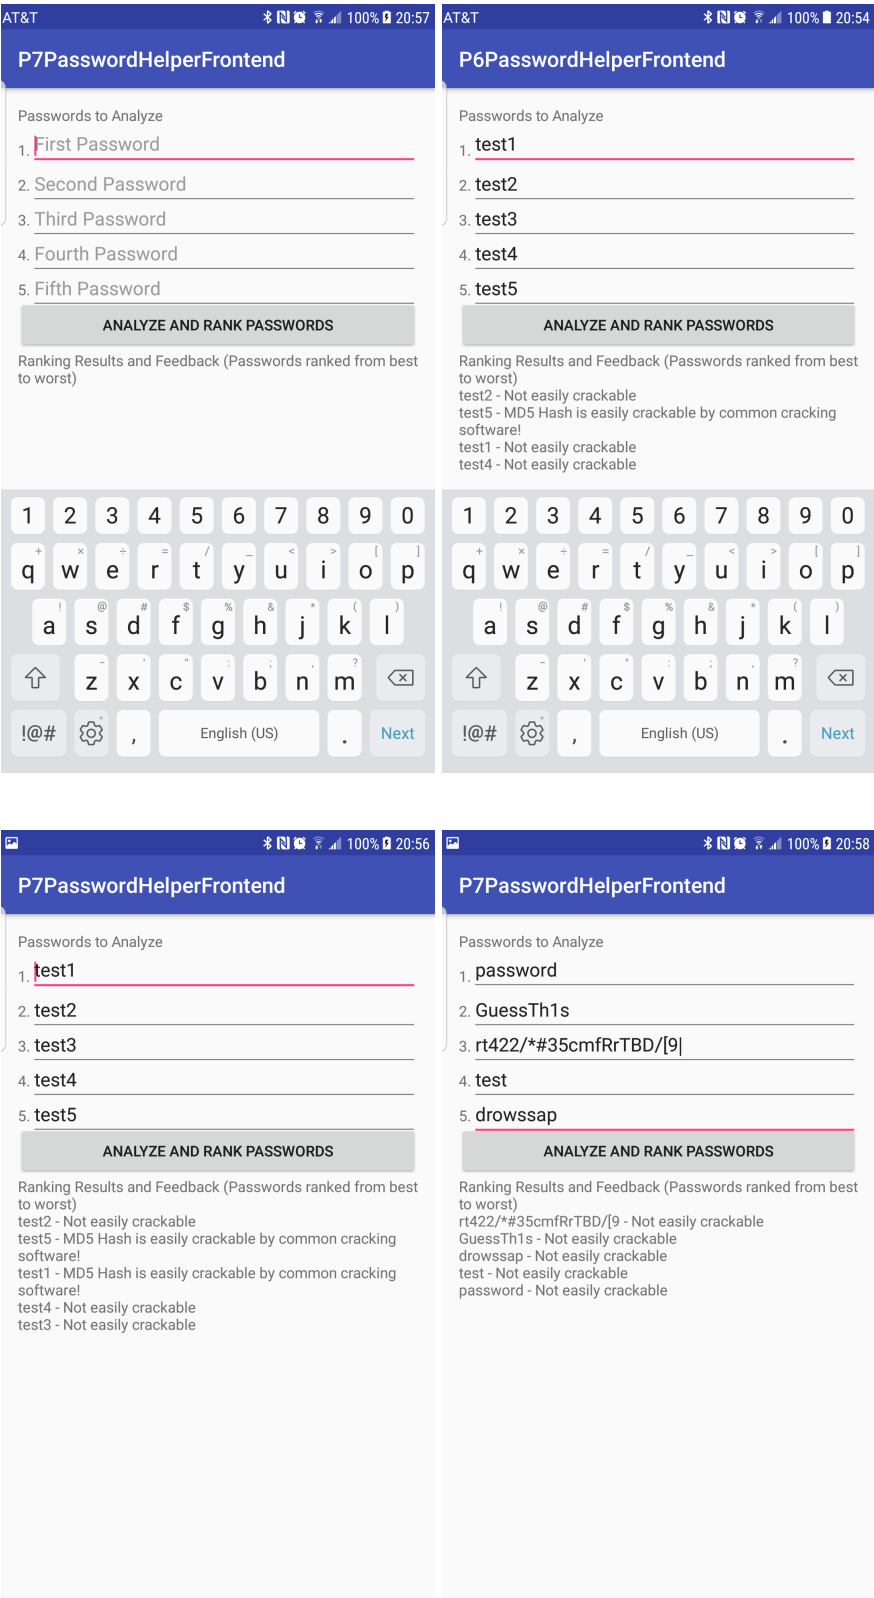 AT&T 100% 20:57
P7PasswordHelperFrontend
Passwords to Analyze
1. First Password
2. Second Password
3. Third Password
4. Fourth Password
5. Fifth Password
ANALYZE AND RANK PASSWORDS
Ranking Results and Feedback (Passwords ranked from best
to worst)
1 2 3 4 5 6 7 8 9 0
+ × ÷ = / _ < > [ ]
q w e r t y u i o p
! @ # $ % & * ( )
a s d f g h j k l
- ' " : ; , ?
z x c v b n m
!@# , English (US) . Next
AT&T 100% 20:54
P6PasswordHelperFrontend
Passwords to Analyze
1. test1
2. test2
3. test3
4. test4
5. test5
ANALYZE AND RANK PASSWORDS
Ranking Results and Feedback (Passwords ranked from best
to worst)
test2 - Not easily crackable
test5 - MD5 Hash is easily crackable by common cracking
software!
test1 - Not easily crackable
test4 - Not easily crackable
1 2 3 4 5 6 7 8 9 0
+ × ÷ = / _ < > [ ]
q w e r t y u i o p
! @ # $ % & * ( )
a s d f g h j k l
- ' " : ; , ?
z x c v b n m
!@# , English (US) . Next
100% 20:56
P7PasswordHelperFrontend
Passwords to Analyze
1. test1
2. test2
3. test3
4. test4
5. test5
ANALYZE AND RANK PASSWORDS
Ranking Results and Feedback (Passwords ranked from best
to worst)
test2 - Not easily crackable
test5 - MD5 Hash is easily crackable by common cracking
software!
test1 - MD5 Hash is easily crackable by common cracking
software!
test4 - Not easily crackable
test3 - Not easily crackable
100% 20:58
P7PasswordHelperFrontend
Passwords to Analyze
1. password
2. GuessTh1s
3. rt422/*#35cmfRrTBD/[9|
4. test
5. drowssap
ANALYZE AND RANK PASSWORDS
Ranking Results and Feedback (Passwords ranked from best
to worst)
rt422/*#35cmfRrTBD/[9 - Not easily crackable
GuessTh1s - Not easily crackable
drowssap - Not easily crackable
test - Not easily crackable
password - Not easily crackable